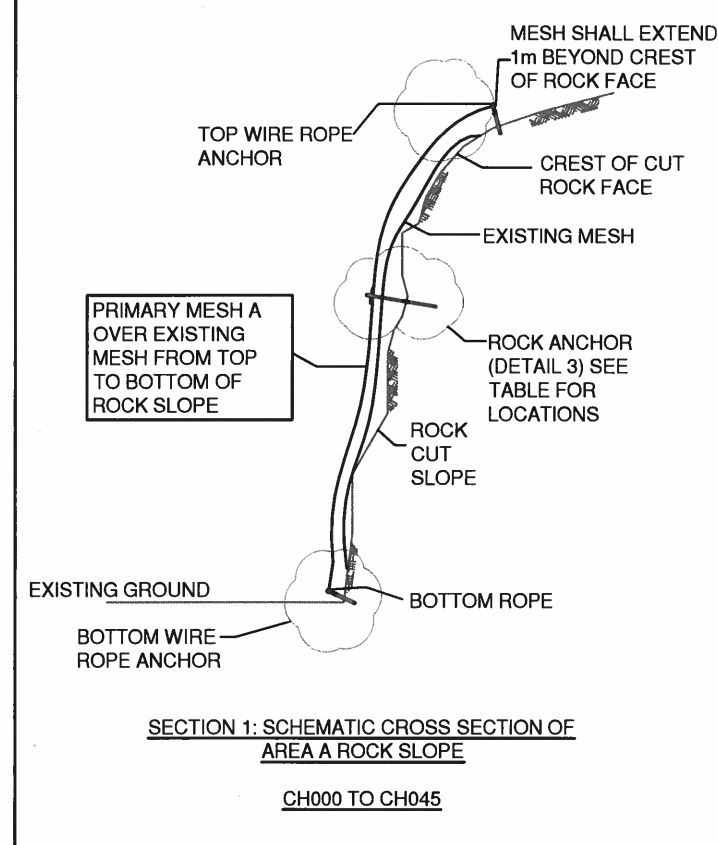 MESH SHALL EXTEND
1m BEYOND CREST
OF ROCK FACE
TOP WIRE ROPE
ANCHOR
CREST OF CUT
ROCK FACE
EXISTING MESH
PRIMARY MESH A
OVER EXISTING
MESH FROM TOP
TO BOTTOM OF
ROCK SLOPE
ROCK ANCHOR
(DETAIL 3) SEE
TABLE FOR
LOCATIONS
ROCK
CUT
SLOPE
EXISTING GROUND
BOTTOM ROPE
BOTTOM WIRE
ROPE ANCHOR
SECTION 1: SCHEMATIC CROSS SECTION OF
AREA A ROCK SLOPE
CH000 TO CH045